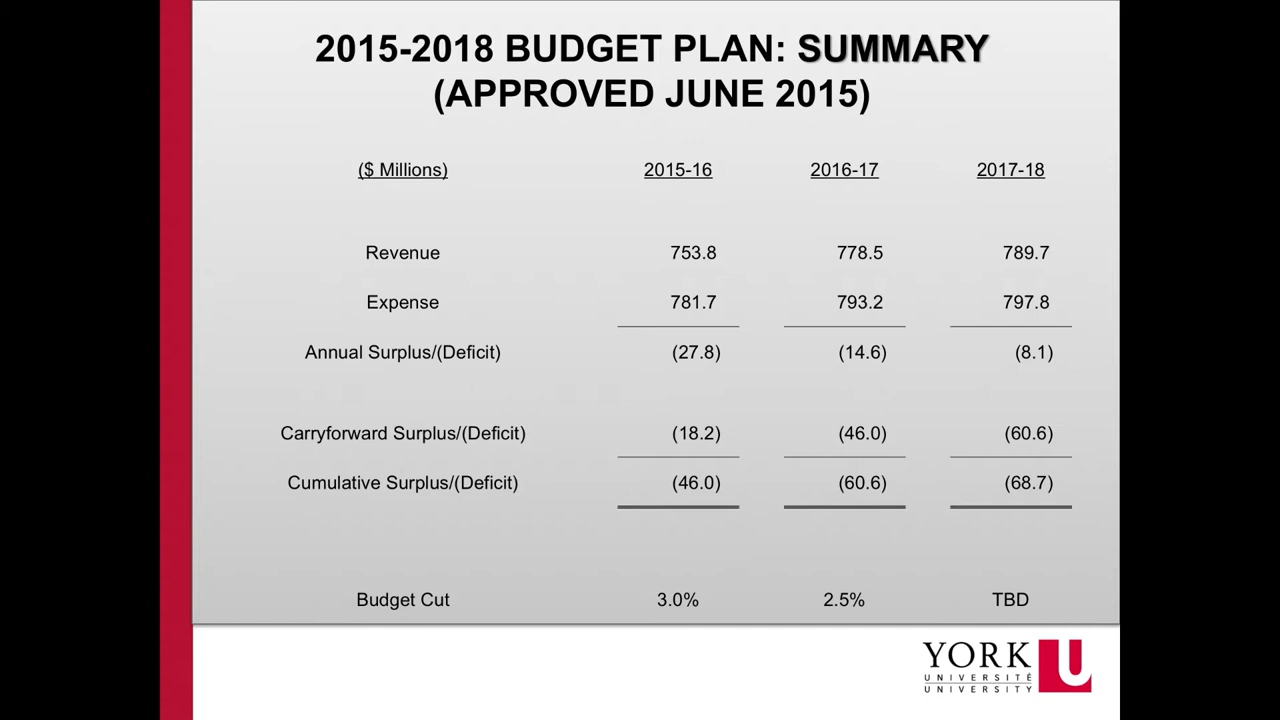 2015-2018 BUDGET PLAN: SUMMARY
(APPROVED JUNE 2015)
($ Millions) 2015-16 2016-17 2017-18
Revenue 753.8 778.5 789.7
Expense 781.7 793.2 797.8
Annual Surplus/(Deficit) (27.8) (14.6) (8.1)
Carryforward Surplus/(Deficit) (18.2) (46.0) (60.6)
Cumulative Surplus/(Deficit) (46.0) (60.6) (68.7)
Budget Cut 3.0% 2.5% TBD
YORK U
UNIVERSITÉ
UNIVERSITY